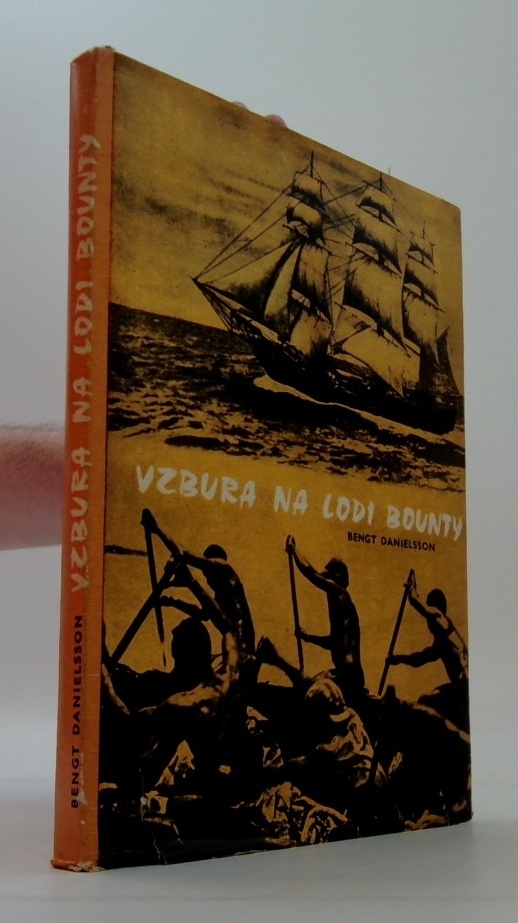 BENGT DANIELSSON VZBURA NA LODI BOUNTY
VZBURA NA LODI BOUNTY
BENGT DANIELSSON